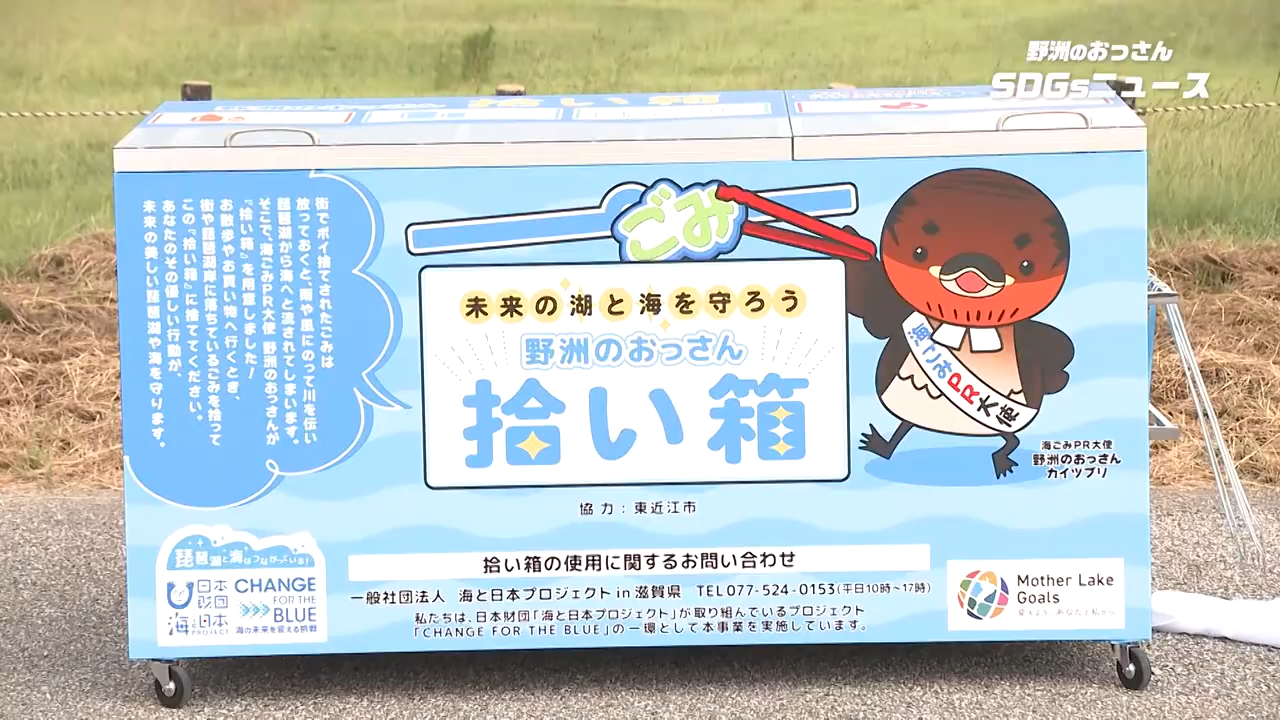 野洲のおっさん
SDGsニュース
拾い箱
街でポイ捨てされたごみは
放っておくと、雨や風にのって川を伝い
琵琶湖から海へと流されてしまいます。
そこで、海ごみPR大使 野洲のおっさんが
『拾い箱』を用意しました!
お散歩やお買い物へ行くとき、
街や琵琶湖岸に落ちているごみを拾って
この『拾い箱』に捨ててください。
あなたのその優しい行動が、
未来の美しい琵琶湖や海を守ります。
ごみ
未来の湖と海を守ろう
野洲のおっさん
拾い箱
海ごみPR大使
海ごみPR大使
野洲のおっさん
カイツブリ
協力:東近江市
琵琶湖と海はつながっている!
日本
財団
海と日本
PROJECT
CHANGE
FOR THE
BLUE
海の未来を変える挑戦
拾い箱の使用に関するお問い合わせ
一般社団法人 海と日本プロジェクト in 滋賀県 TEL077-524-0153(平日10時~17時)
私たちは、日本財団「海と日本プロジェクト」が取り組んでいるプロジェクト
「CHANGE FOR THE BLUE」の一環として本事業を実施しています。
Mother Lake
Goals
変えよう、あなたと私から